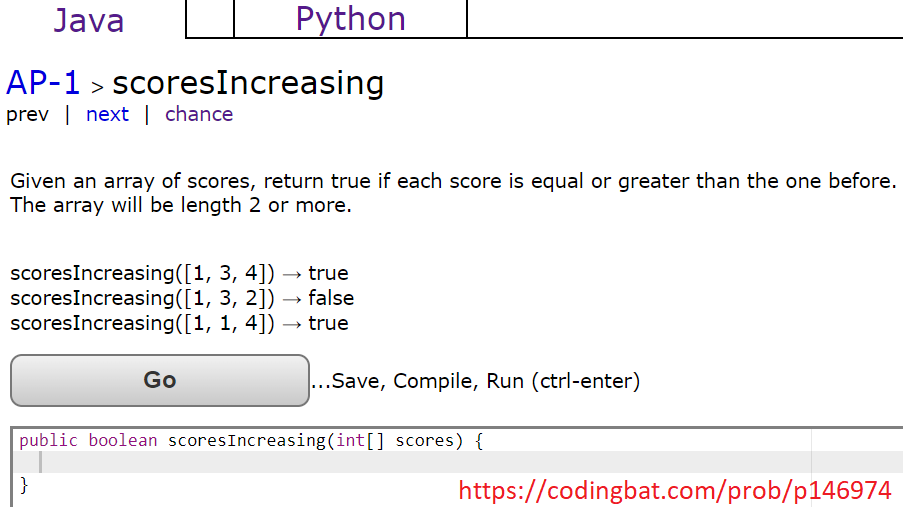 Java Python
AP-1 > scoresIncreasing
prev | next | chance
Given an array of scores, return true if each score is equal or greater than the one before.
The array will be length 2 or more.
scoresIncreasing([1, 3, 4]) → true
scoresIncreasing([1, 3, 2]) → false
scoresIncreasing([1, 1, 4]) → true
Go ...Save, Compile, Run (ctrl-enter)
public boolean scoresIncreasing(int[] scores) {
}
https://codingbat.com/prob/p146974